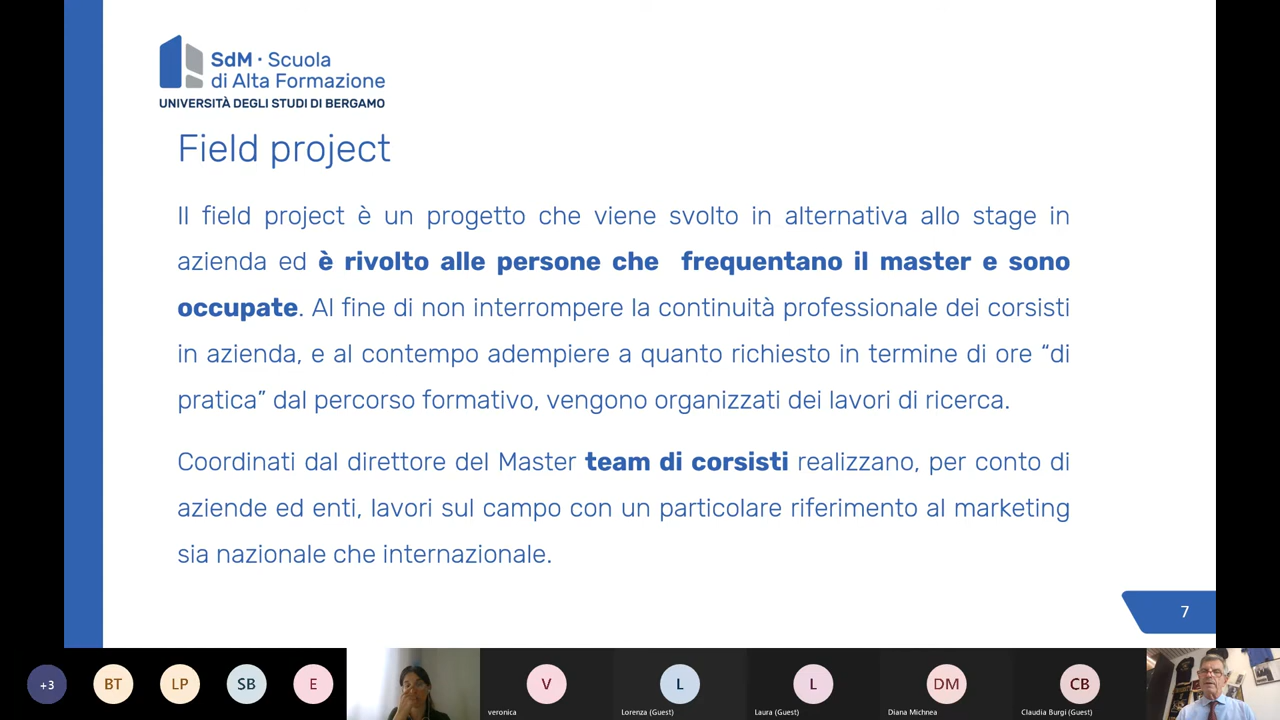 SdM · Scuola
di Alta Formazione
UNIVERSITÀ DEGLI STUDI DI BERGAMO
Field project
Il field project è un progetto che viene svolto in alternativa allo stage in
azienda ed è rivolto alle persone che frequentano il master e sono
occupate. Al fine di non interrompere la continuità professionale dei corsisti
in azienda, e al contempo adempiere a quanto richiesto in termine di ore “di
pratica” dal percorso formativo, vengono organizzati dei lavori di ricerca.
Coordinati dal direttore del Master team di corsisti realizzano, per conto di
aziende ed enti, lavori sul campo con un particolare riferimento al marketing
sia nazionale che internazionale.
7
+3 BT LP SB E V L L DM CB
veronica Lorenza (Guest) Laura (Guest) Diana Michnea Claudia Burgi (Guest)